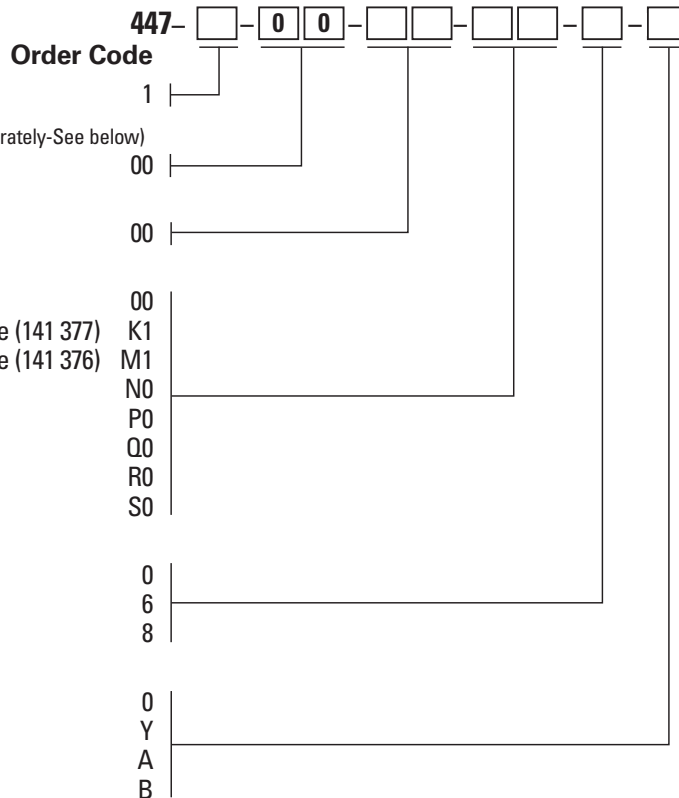 447– – 0 0 – – – –
Order Code
1
rately-See below)
00
00
00
e (141 377) K1
e (141 376) M1
N0
P0
Q0
R0
S0
0
6
8
0
Y
A
B